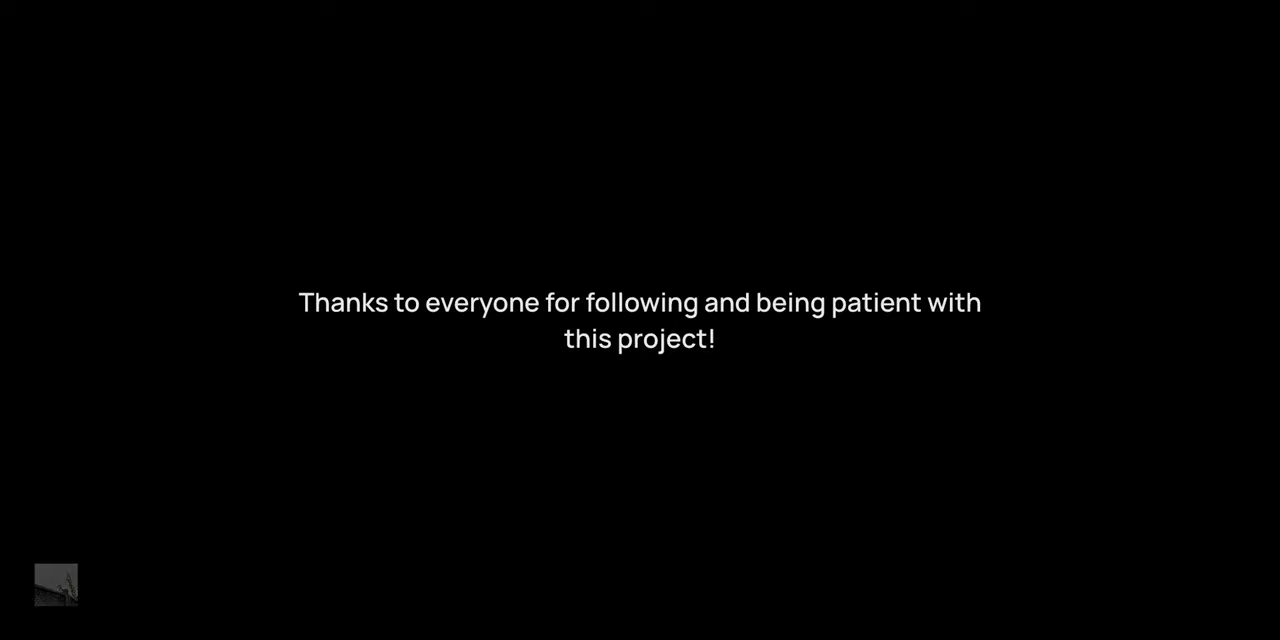 Thanks to everyone for following and being patient with
this project!